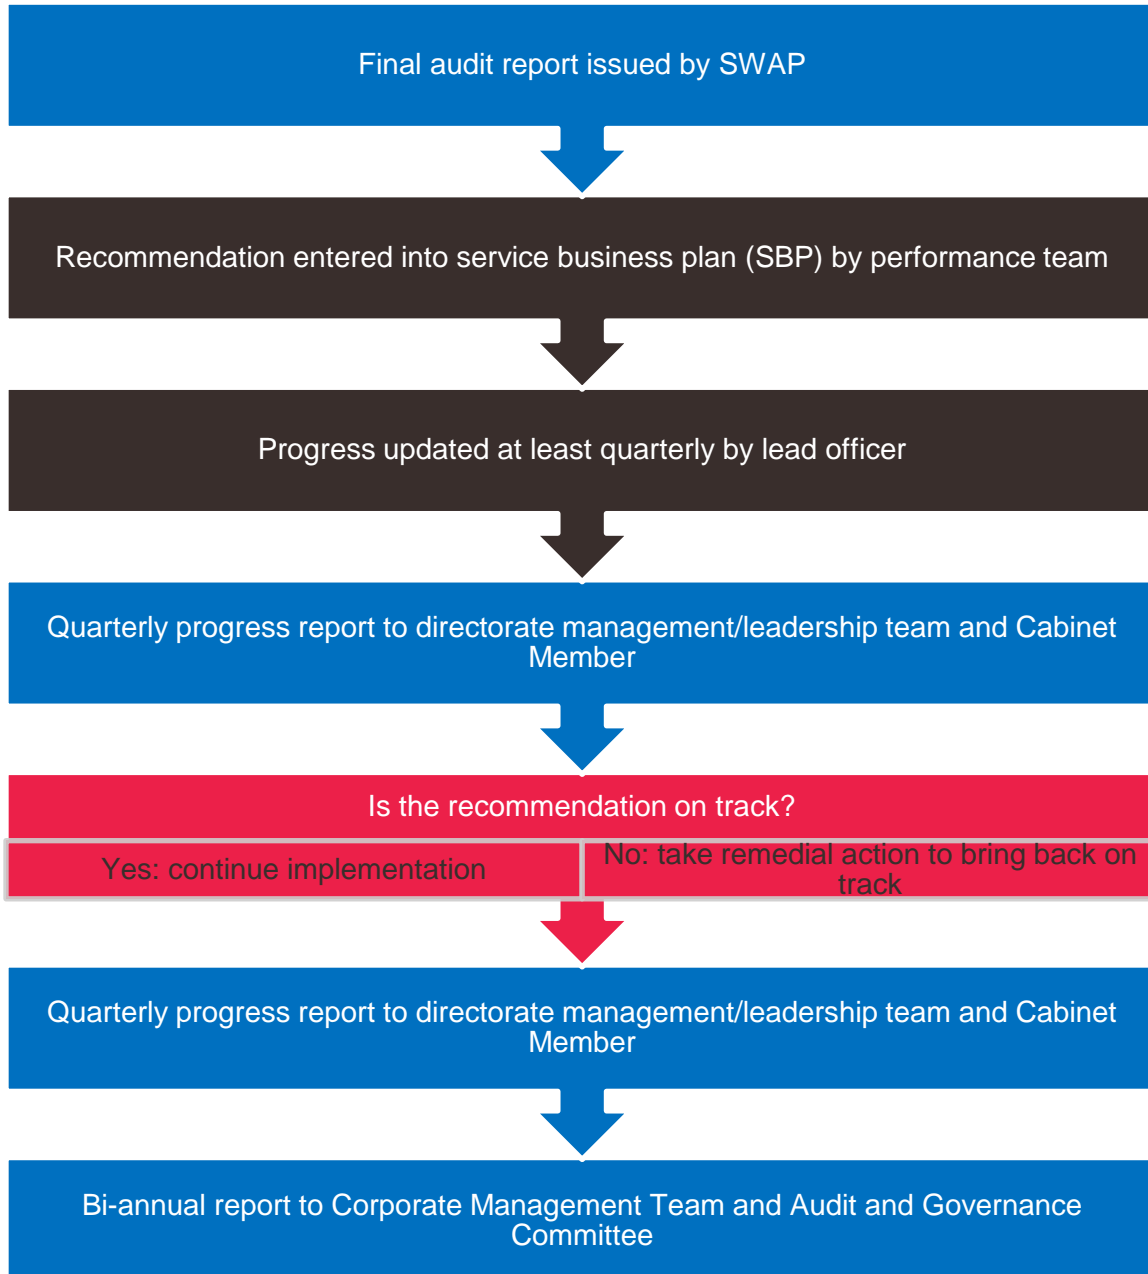 Final audit report issued by SWAP
Recommendation entered into service business plan (SBP) by performance team
Progress updated at least quarterly by lead officer
Quarterly progress report to directorate management/leadership team and Cabinet
Member
Is the recommendation on track?
Yes: continue implementation
No: take remedial action to bring back on
track
Quarterly progress report to directorate management/leadership team and Cabinet
Member
Bi-annual report to Corporate Management Team and Audit and Governance
Committee